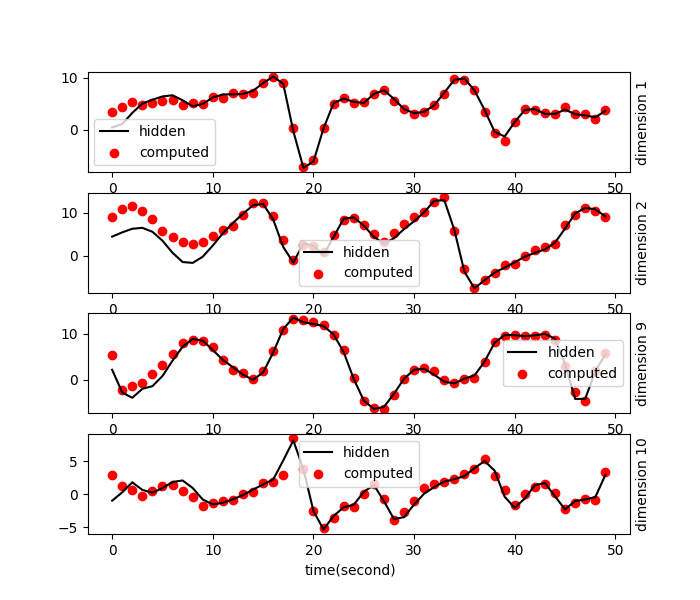 10
0
dimension 1
hidden
computed
0 10 20 30 40 50
10
0
dimension 2
hidden
computed
0 10 20 30 40 50
10
0
dimension 9
hidden
computed
0 10 20 30 40 50
5
0
−5
dimension 10
hidden
computed
0 10 20 30 40 50
time(second)